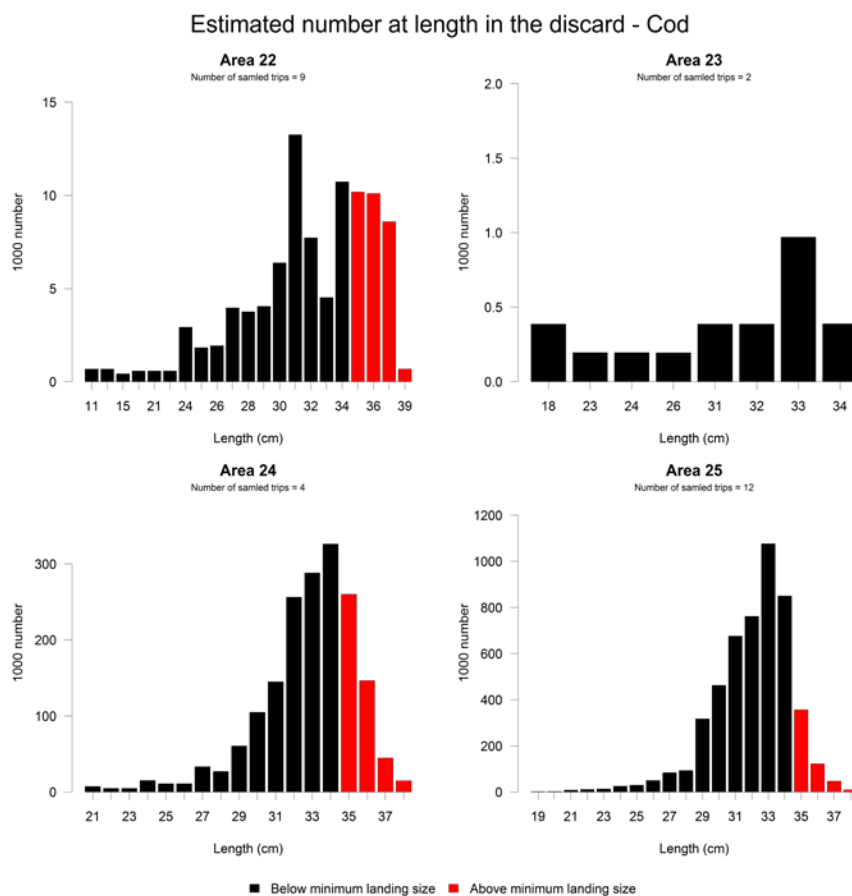 Estimated number at length in the discard - Cod
Area 22
Number of samled trips = 9
15
10
5
0
1000 number
11 15 21 24 26 28 30 32 34 36 39
Length (cm)
Area 23
Number of samled trips = 2
2.0
1.5
1.0
0.5
0.0
1000 number
18 23 24 26 31 32 33 34
Length (cm)
Area 24
Number of samled trips = 4
300
200
100
0
1000 number
21 23 25 27 29 31 33 35 37
Length (cm)
Area 25
Number of samled trips = 12
1200
1000
800
600
400
200
0
1000 number
19 21 23 25 27 29 31 33 35 37
Length (cm)
Below minimum landing size Above minimum landing size